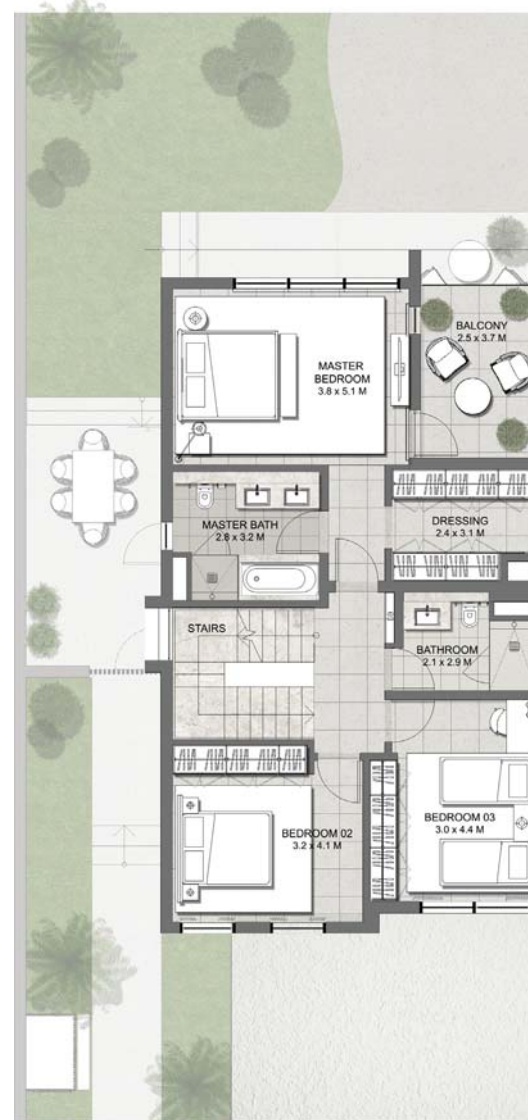 BALCONY
2.5 x 3.7 M
MASTER
BEDROOM
3.8 x 5.1 M
MASTER BATH
2.8 x 3.2 M
DRESSING
2.4 x 3.1 M
STAIRS
BATHROOM
2.1 x 2.9 M
BEDROOM 02
3.2 x 4.1 M
BEDROOM 03
3.0 x 4.4 M